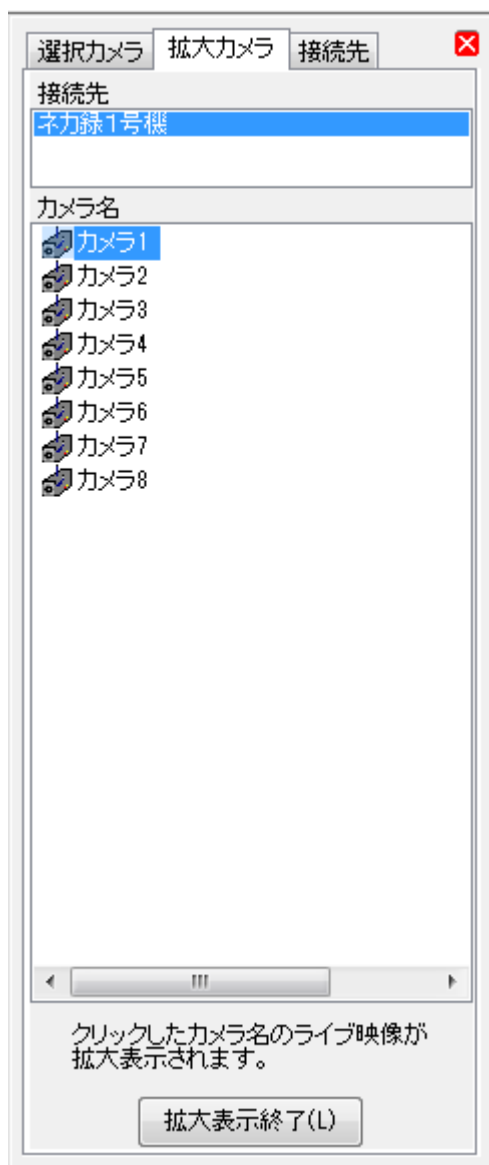 選択カメラ 拡大カメラ 接続先
接続先
ネカ録1号機
カメラ名
カメラ1
カメラ2
カメラ3
カメラ4
カメラ5
カメラ6
カメラ7
カメラ8
クリックしたカメラ名のライブ映像が
拡大表示されます。
拡大表示終了(L)